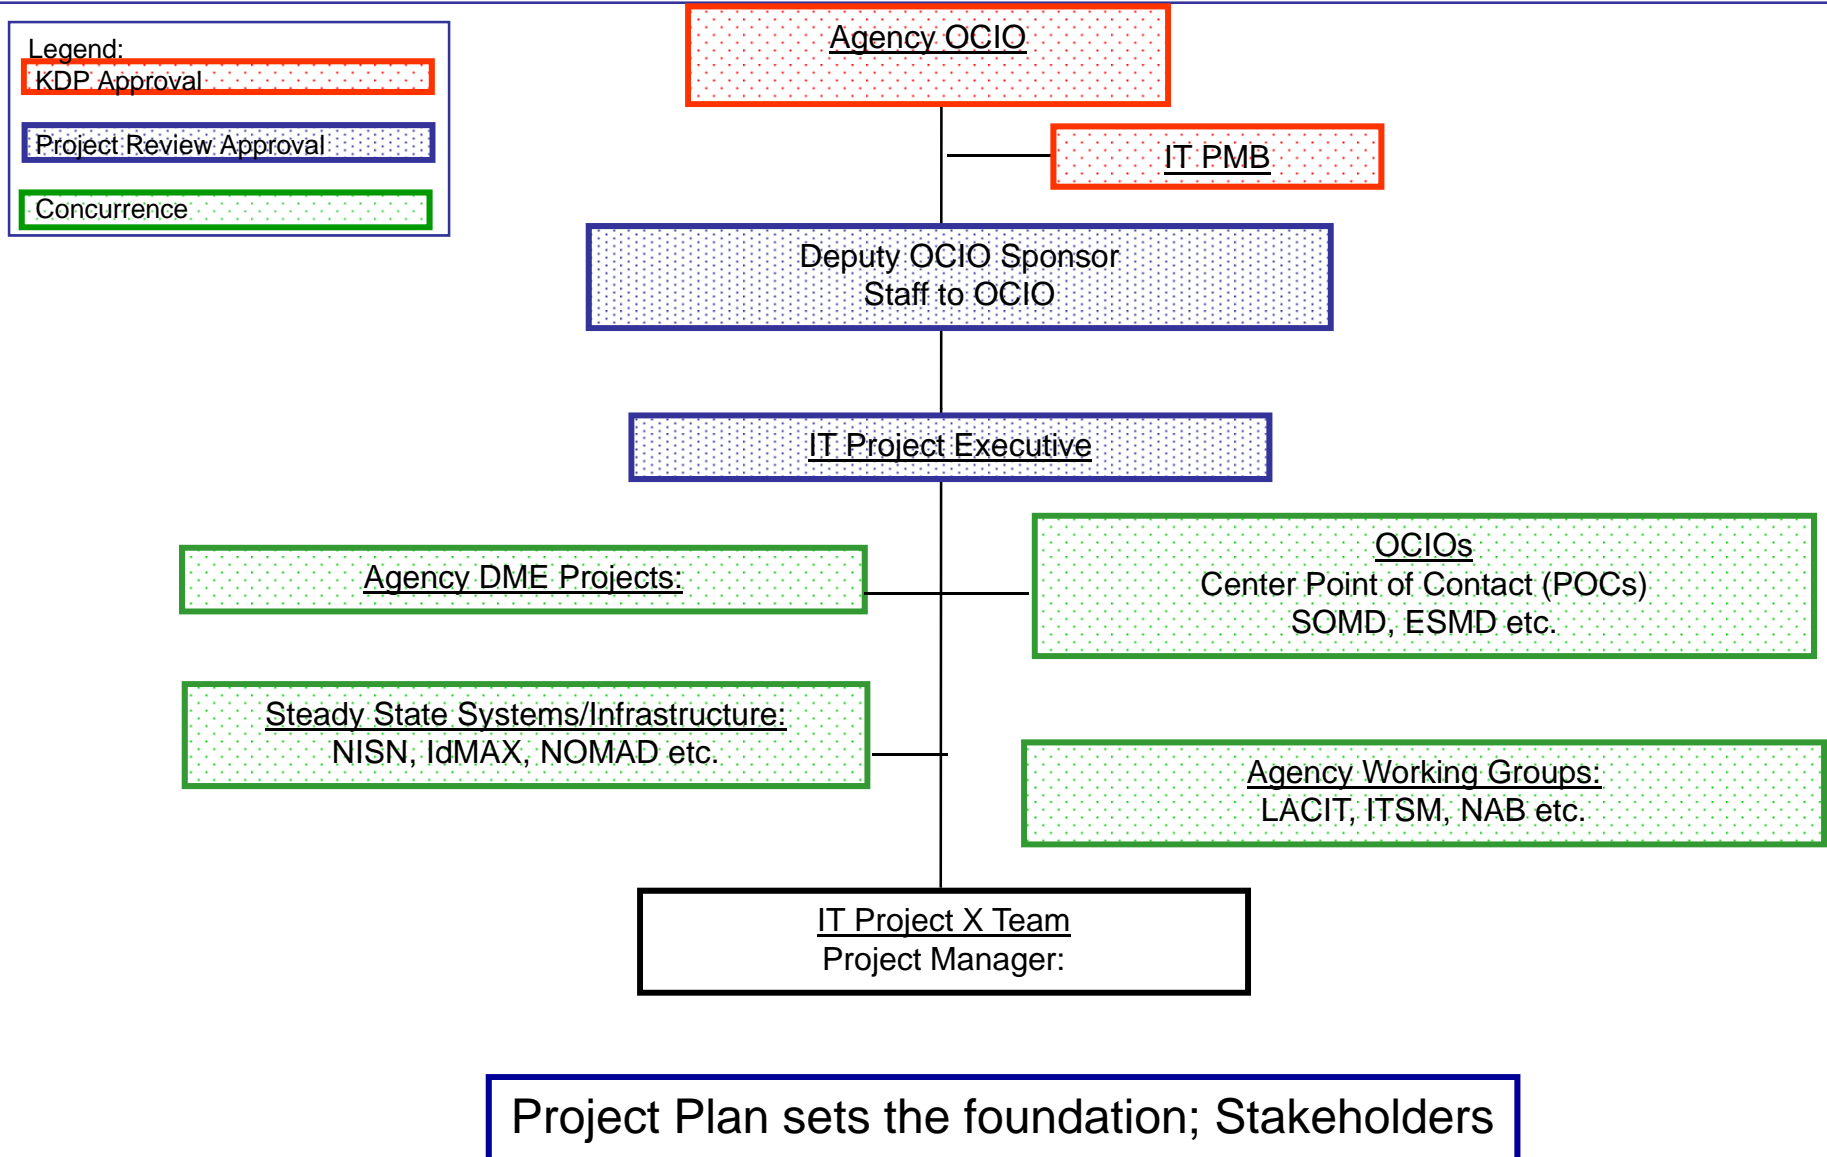 Legend:
KDP Approval
Project Review Approval
Concurrence
Agency OCIO
IT PMB
Deputy OCIO Sponsor
Staff to OCIO
IT Project Executive
Agency DME Projects:
OCIOs
Center Point of Contact (POCs)
SOMD, ESMD etc.
Steady State Systems/Infrastructure:
NISN, IdMAX, NOMAD etc.
Agency Working Groups:
LACIT, ITSM, NAB etc.
IT Project X Team
Project Manager:
Project Plan sets the foundation; Stakeholders